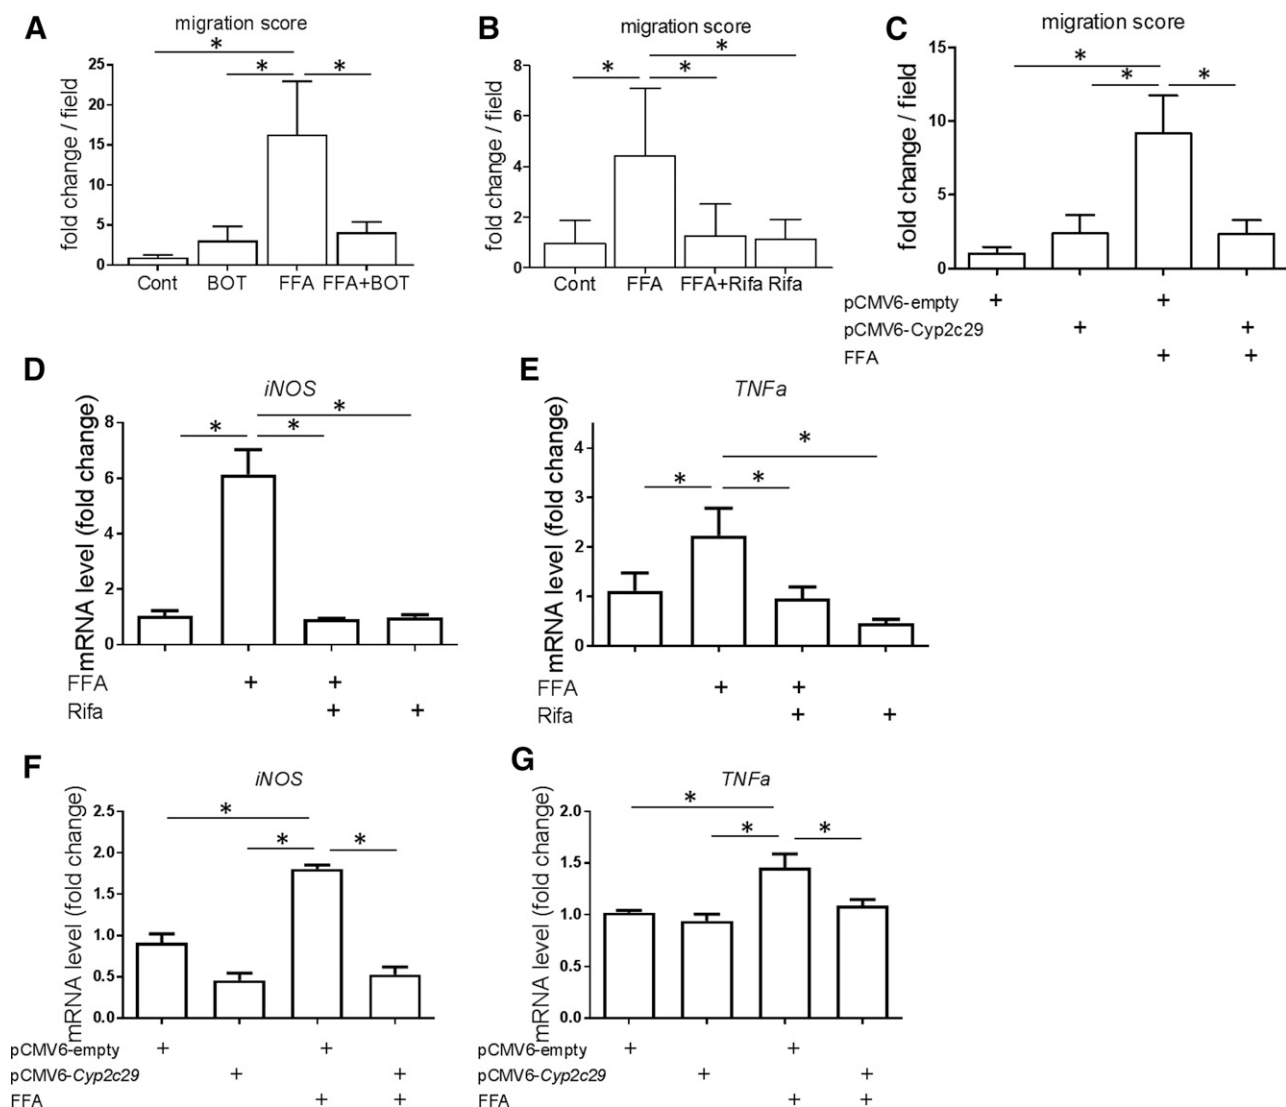 A
migration score
fold change / field
25
20
15
10
5
0
*
*
*
Cont BOT FFA FFA+BOT
B
migration score
fold change / field
8
6
4
2
0
*
*
*
Cont FFA FFA+Rifa Rifa
C
migration score
fold change / field
15
10
5
0
*
*
*
pCMV6-empty + +
pCMV6-Cyp2c29 + +
FFA + +
D
iNOS
mRNA level (fold change)
8
6
4
2
0
*
*
*
FFA + +
Rifa + +
E
TNFa
mRNA level (fold change)
4
3
2
1
0
*
*
*
FFA + +
Rifa + +
F
iNOS
mRNA level (fold change)
2.5
2.0
1.5
1.0
0.5
0.0
*
*
*
pCMV6-empty + +
pCMV6-Cyp2c29 + +
FFA + +
G
TNFa
mRNA level (fold change)
2.0
1.5
1.0
0.5
0.0
*
*
*
pCMV6-empty + +
pCMV6-Cyp2c29 + +
FFA + +